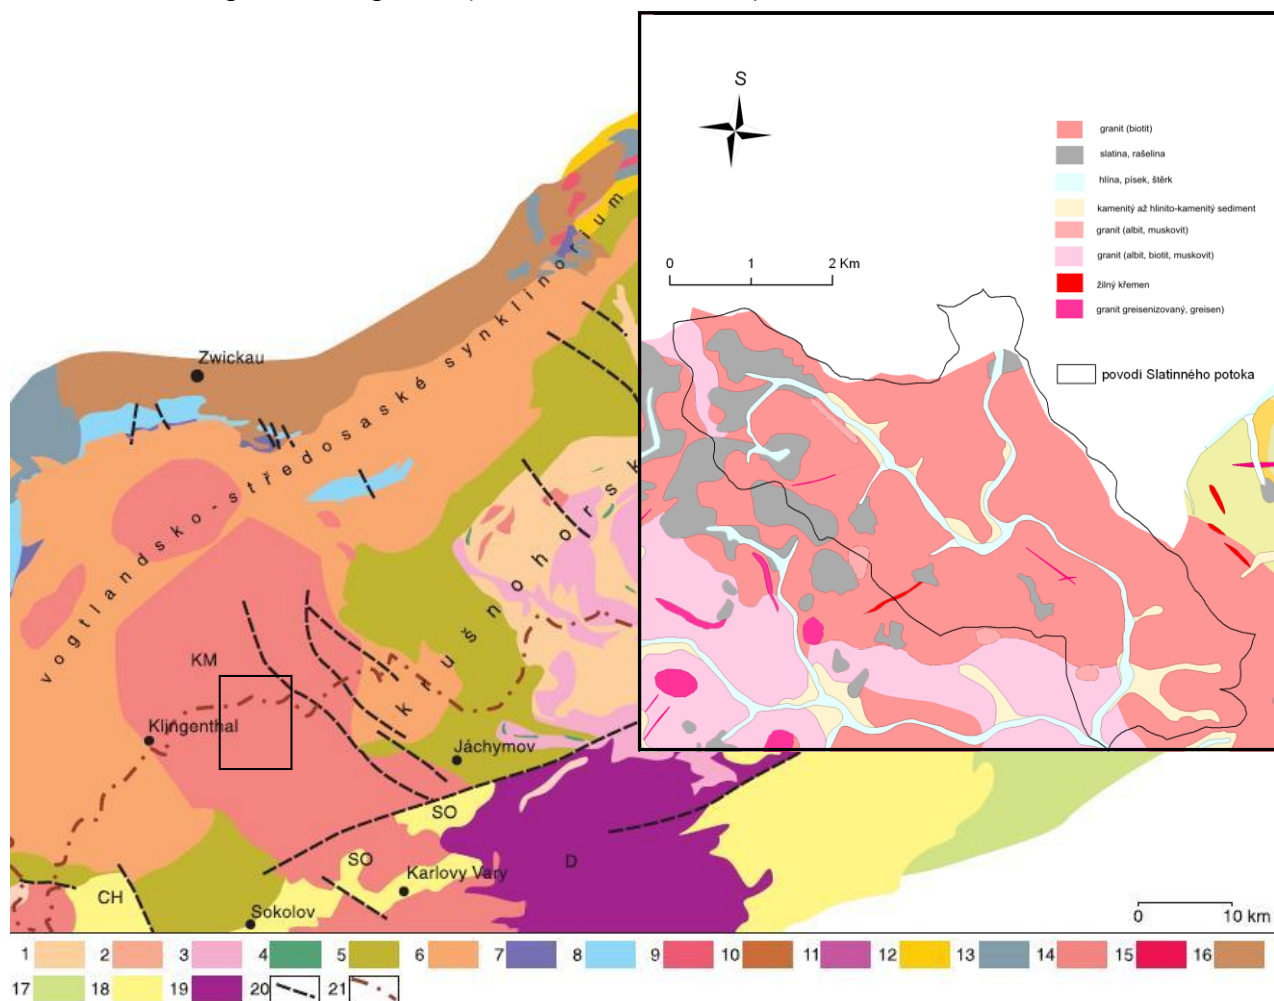 S
granit (biotit)
slatina, rašelina
hlína, písek, štěrk
kamenitý až hlinito-kamenitý sediment
granit (albit, muskovit)
granit (albit, biotit, muskovit)
žilný křemen
granit greisenizovaný, greisen)
0 1 2 Km
povodí Slatinného potoka
Zwickau
vogtlandsko-středosaské synklinorium
krušnohorsk
KM
Klingenthal
Jáchymov
SO
SO
Karlovy Vary
D
CH
Sokolov
0 10 km
1 2 3 4 5 6 7 8 9 10 11 12 13 14 15 16
17 18 19 20 21